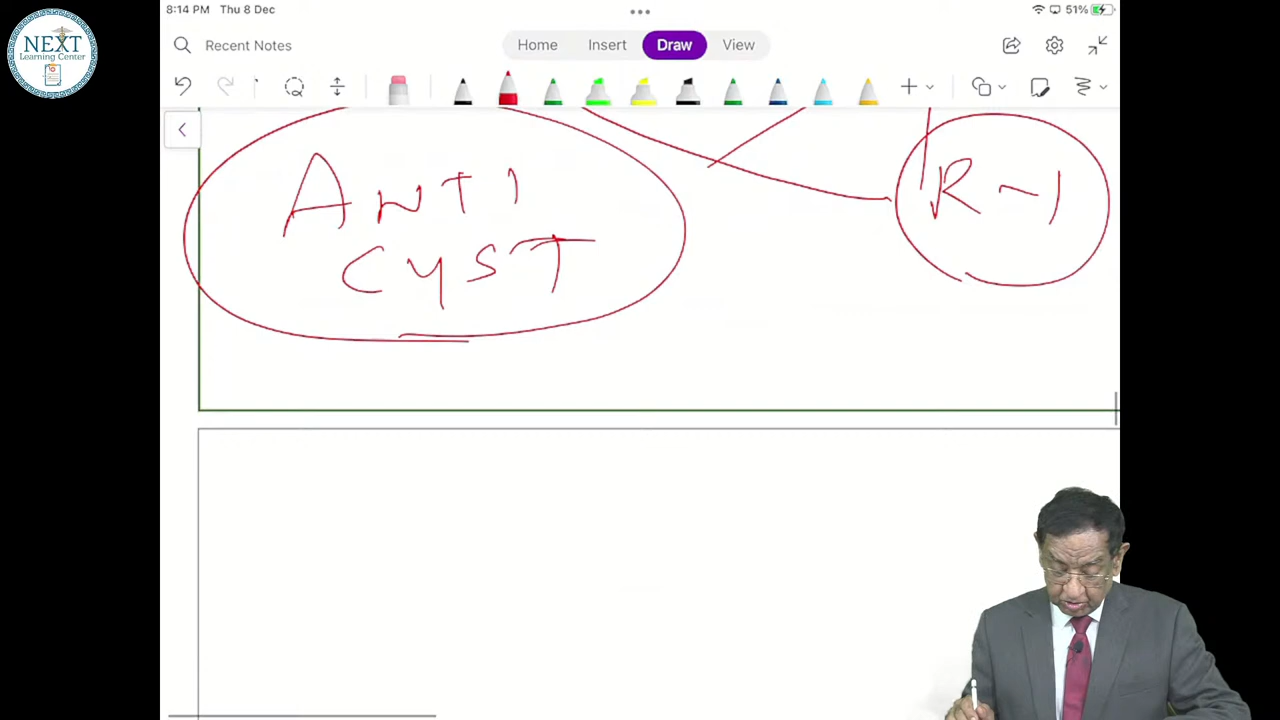 8:14 PM Thu 8 Dec
51%
NEXT
Learning Center
Recent Notes
Home
Insert
Draw
View
ANTI
CYST
R-1